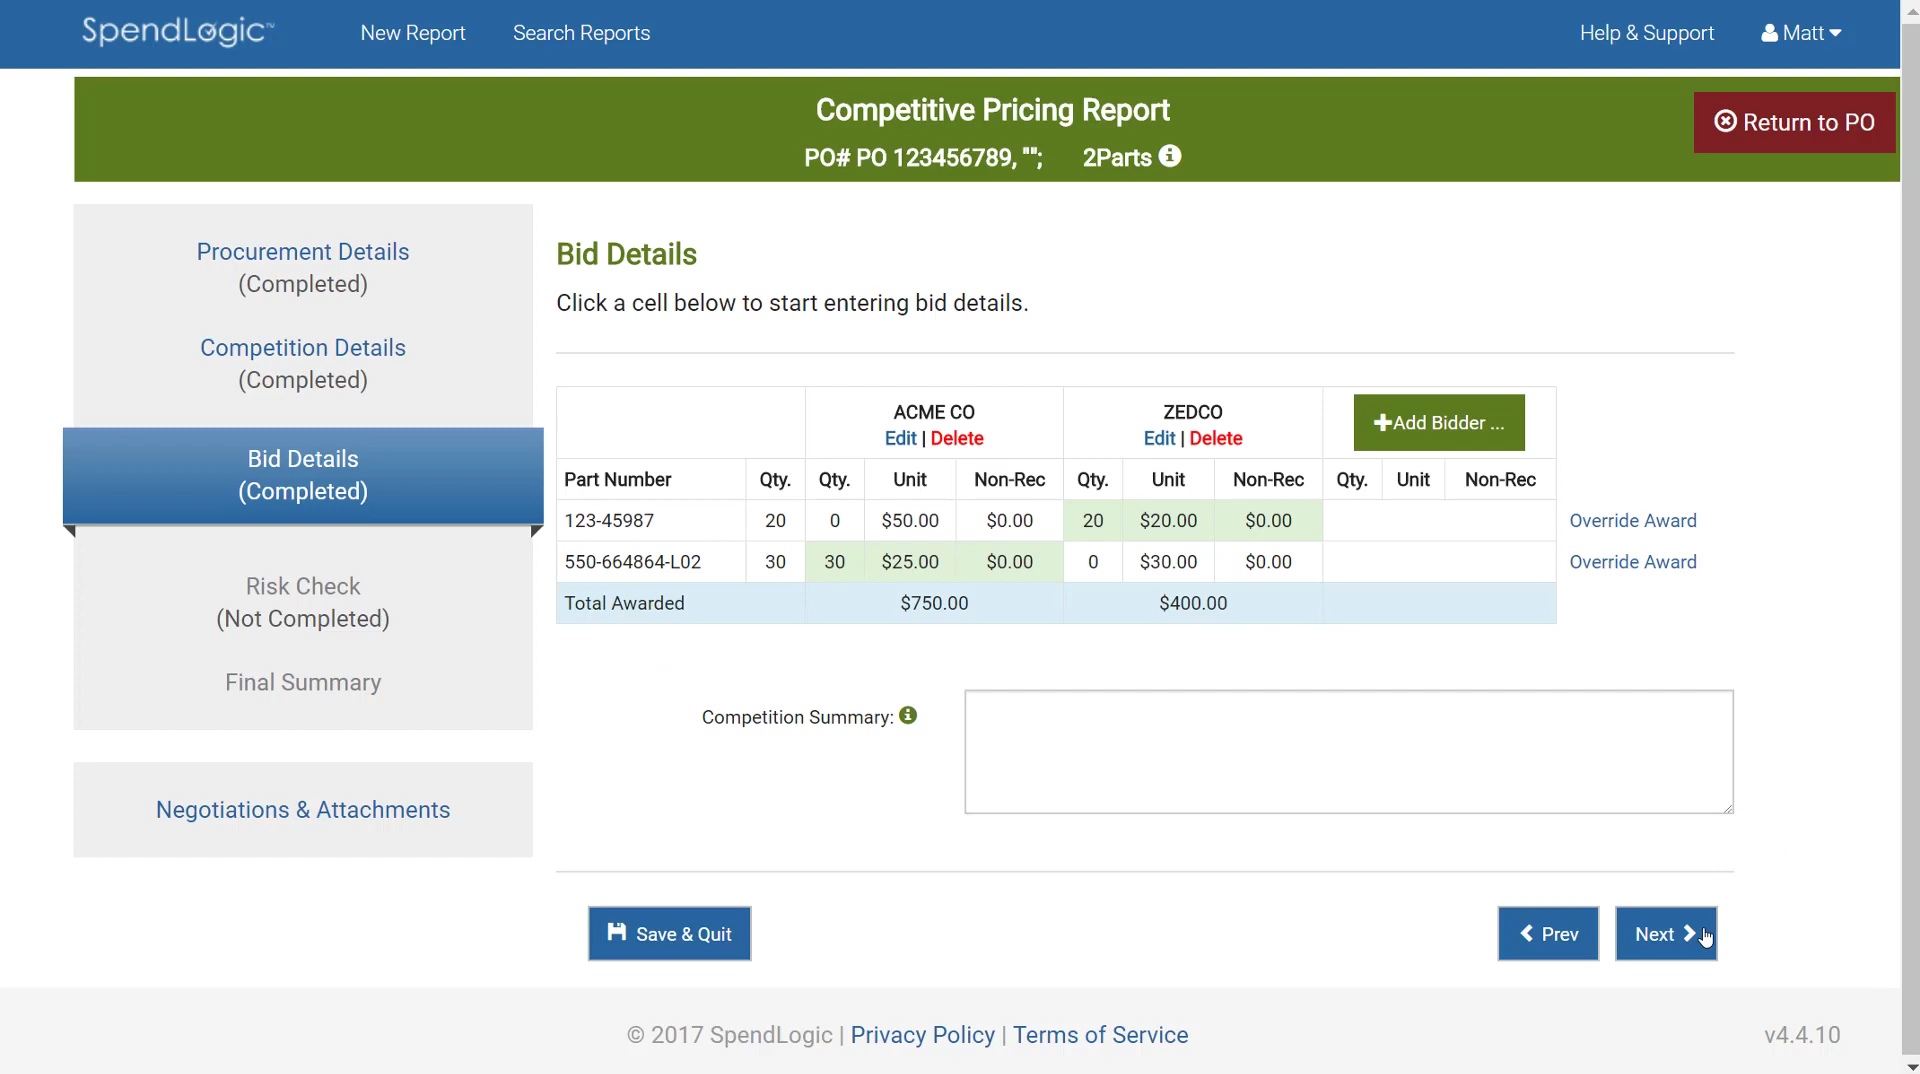 SpendLogic™ New Report Search Reports Help & Support Matt
Competitive Pricing Report
Return to PO
PO# PO 123456789, ""; 2Parts
Procurement Details
(Completed)
Competition Details
(Completed)
Bid Details
(Completed)
Risk Check
(Not Completed)
Final Summary
Negotiations & Attachments
Bid Details
Click a cell below to start entering bid details.
ACME CO ZEDCO
Edit | Delete Edit | Delete
Add Bidder ...
Part Number Qty. Qty. Unit Non-Rec Qty. Unit Non-Rec Qty. Unit Non-Rec
123-45987 20 0 $50.00 $0.00 20 $20.00 $0.00 Override Award
550-664864-L02 30 30 $25.00 $0.00 0 $30.00 $0.00 Override Award
Total Awarded $750.00 $400.00
Competition Summary:
Save & Quit Prev Next
© 2017 SpendLogic | Privacy Policy | Terms of Service v4.4.10